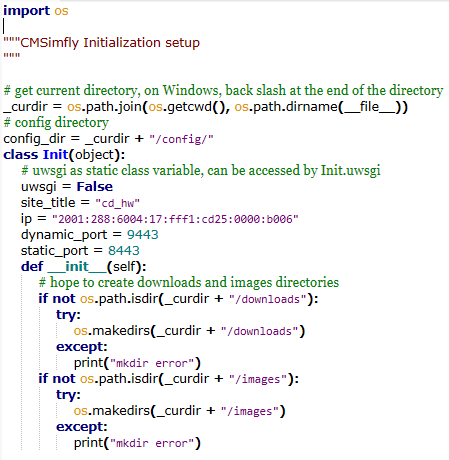 import os
"""CMSimfly Initialization setup
"""
# get current directory, on Windows, back slash at the end of the directory
_curdir = os.path.join(os.getcwd(), os.path.dirname(__file__))
# config directory
config_dir = _curdir + "/config/"
class Init(object):
    # uwsgi as static class variable, can be accessed by Init.uwsgi
    uwsgi = False
    site_title = "cd_hw"
    ip = "2001:288:6004:17:fff1:cd25:0000:b006"
    dynamic_port = 9443
    static_port = 8443
    def __init__(self):
        # hope to create downloads and images directories
        if not os.path.isdir(_curdir + "/downloads"):
            try:
                os.makedirs(_curdir + "/downloads")
            except:
                print("mkdir error")
        if not os.path.isdir(_curdir + "/images"):
            try:
                os.makedirs(_curdir + "/images")
            except:
                print("mkdir error")